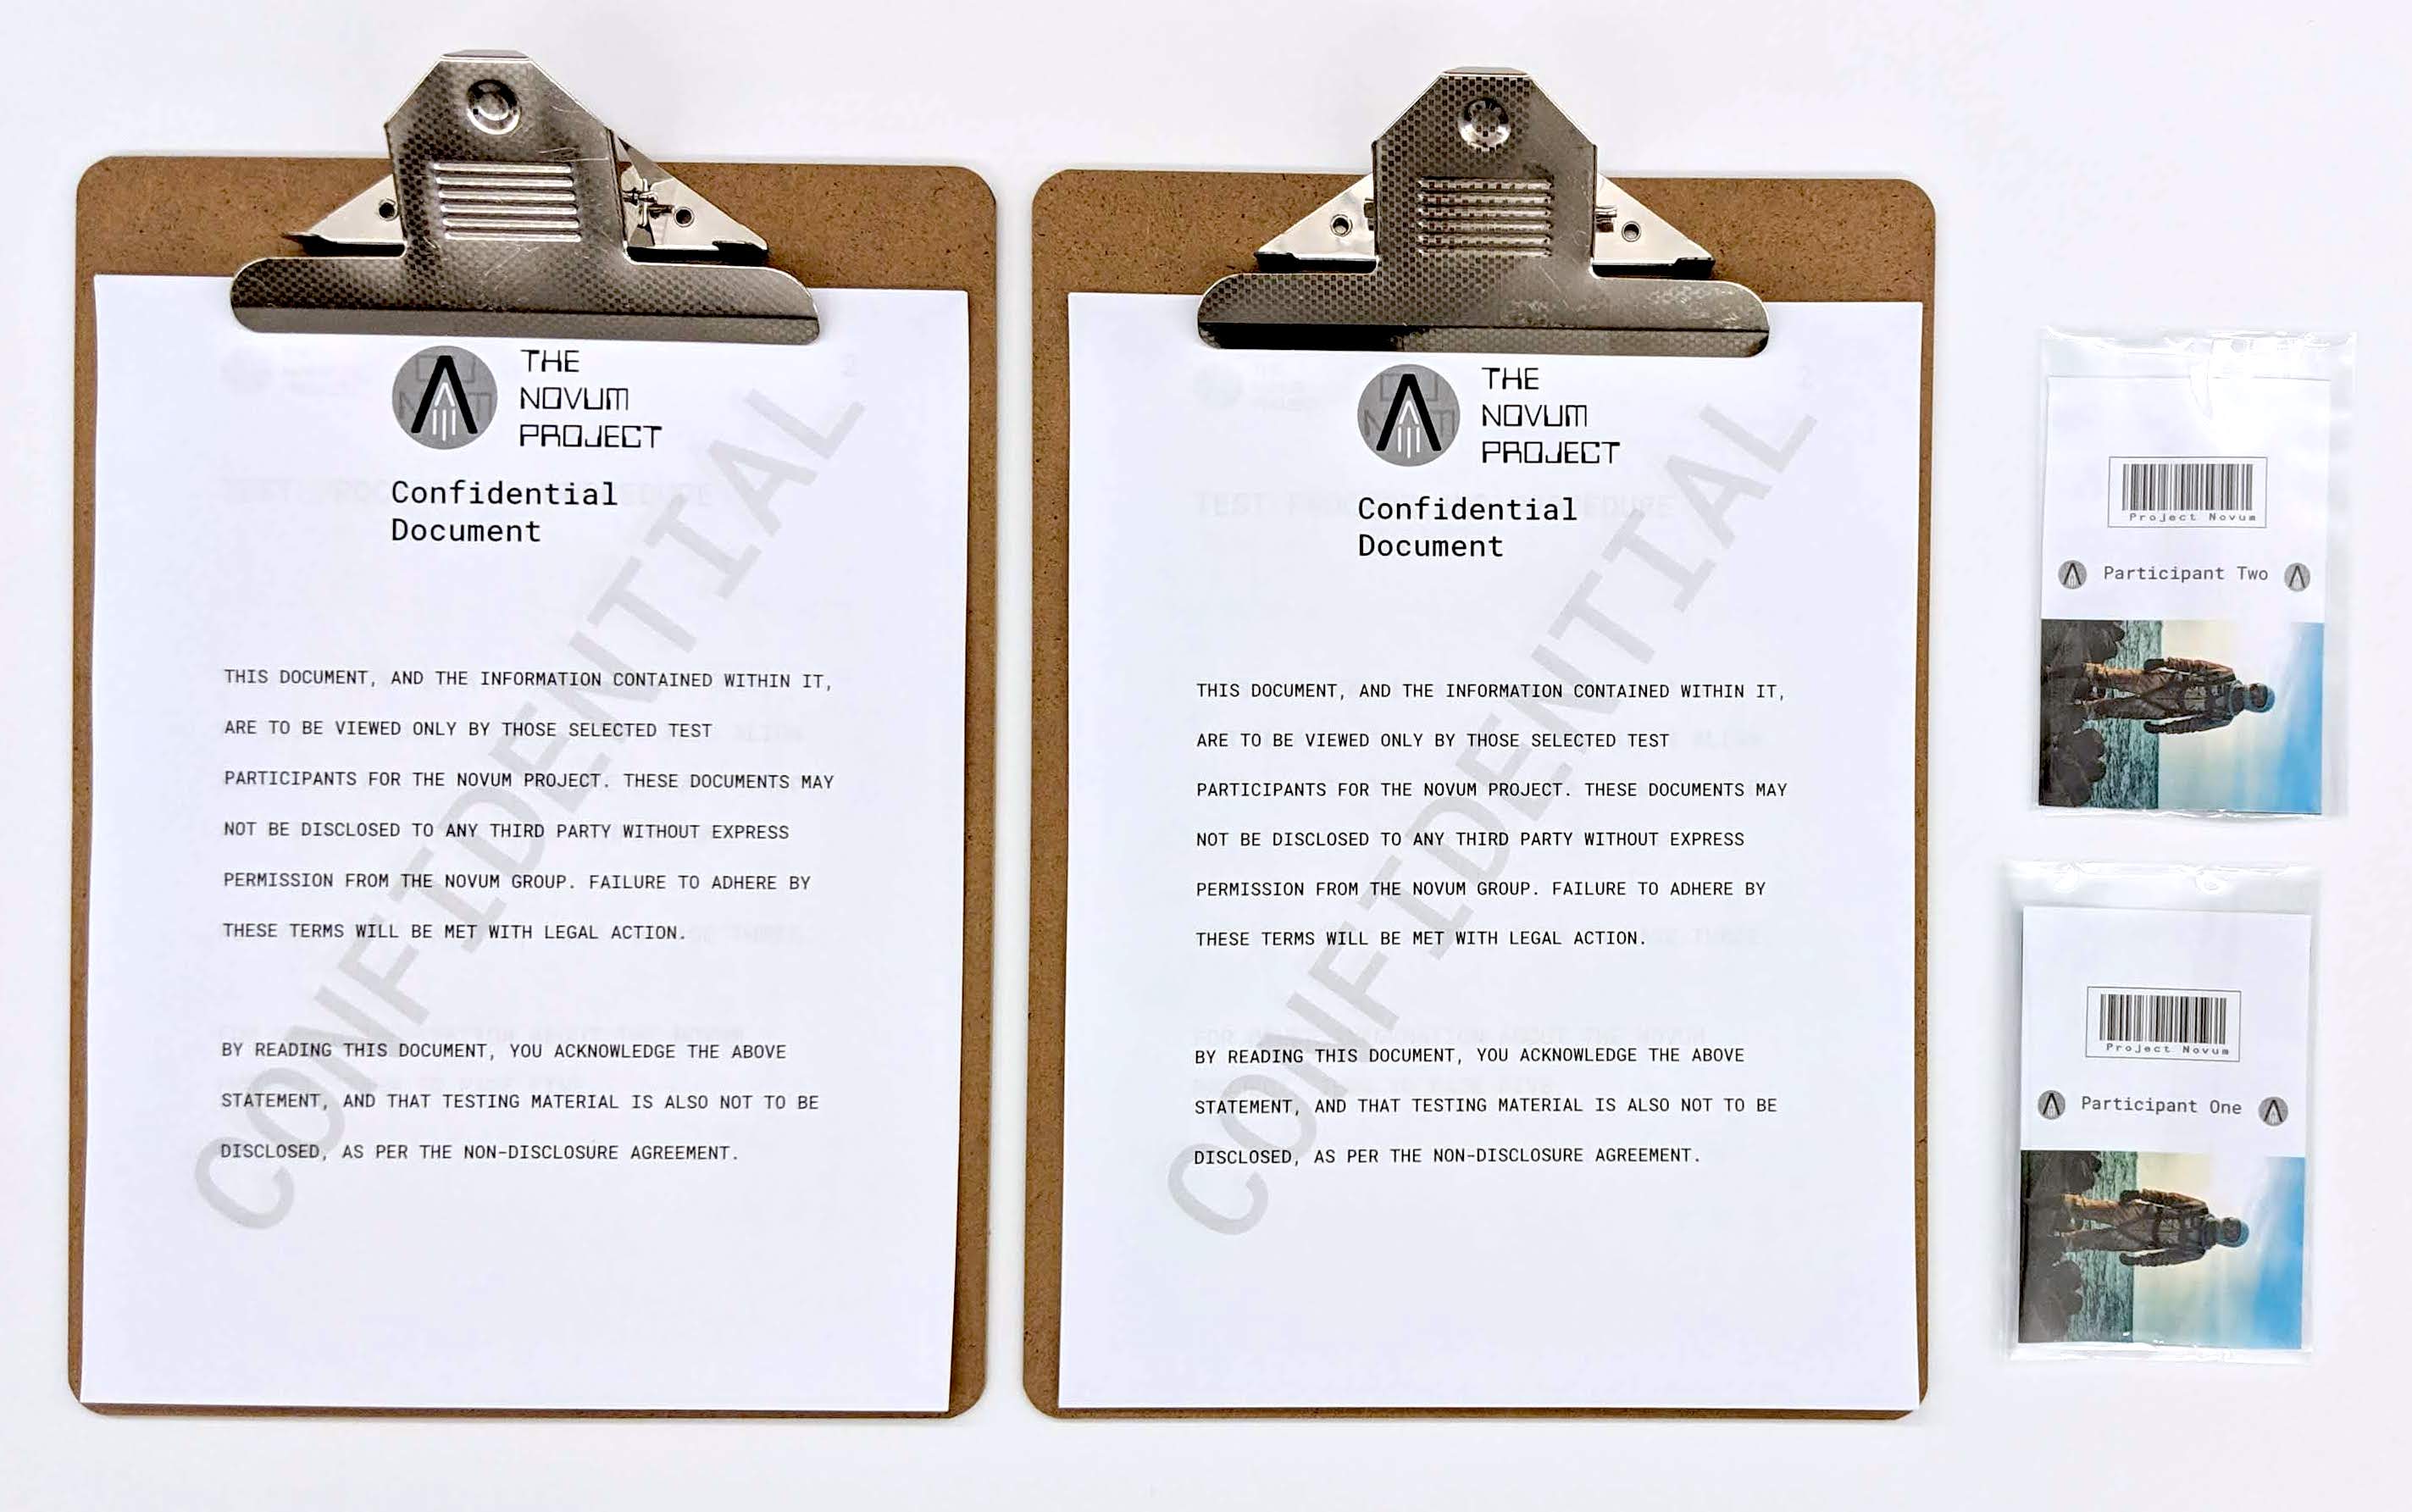 THE
NOVUM
PROJECT
Confidential
Document
CONFIDENTIAL
THIS DOCUMENT, AND THE INFORMATION CONTAINED WITHIN IT,
ARE TO BE VIEWED ONLY BY THOSE SELECTED TEST
PARTICIPANTS FOR THE NOVUM PROJECT. THESE DOCUMENTS MAY
NOT BE DISCLOSED TO ANY THIRD PARTY WITHOUT EXPRESS
PERMISSION FROM THE NOVUM GROUP. FAILURE TO ADHERE BY
THESE TERMS WILL BE MET WITH LEGAL ACTION.
BY READING THIS DOCUMENT, YOU ACKNOWLEDGE THE ABOVE
STATEMENT, AND THAT TESTING MATERIAL IS ALSO NOT TO BE
DISCLOSED, AS PER THE NON-DISCLOSURE AGREEMENT.
THE
NOVUM
PROJECT
Confidential
Document
CONFIDENTIAL
THIS DOCUMENT, AND THE INFORMATION CONTAINED WITHIN IT,
ARE TO BE VIEWED ONLY BY THOSE SELECTED TEST
PARTICIPANTS FOR THE NOVUM PROJECT. THESE DOCUMENTS MAY
NOT BE DISCLOSED TO ANY THIRD PARTY WITHOUT EXPRESS
PERMISSION FROM THE NOVUM GROUP. FAILURE TO ADHERE BY
THESE TERMS WILL BE MET WITH LEGAL ACTION.
BY READING THIS DOCUMENT, YOU ACKNOWLEDGE THE ABOVE
STATEMENT, AND THAT TESTING MATERIAL IS ALSO NOT TO BE
DISCLOSED, AS PER THE NON-DISCLOSURE AGREEMENT.
Project Novum
Participant Two
Project Novum
Participant One